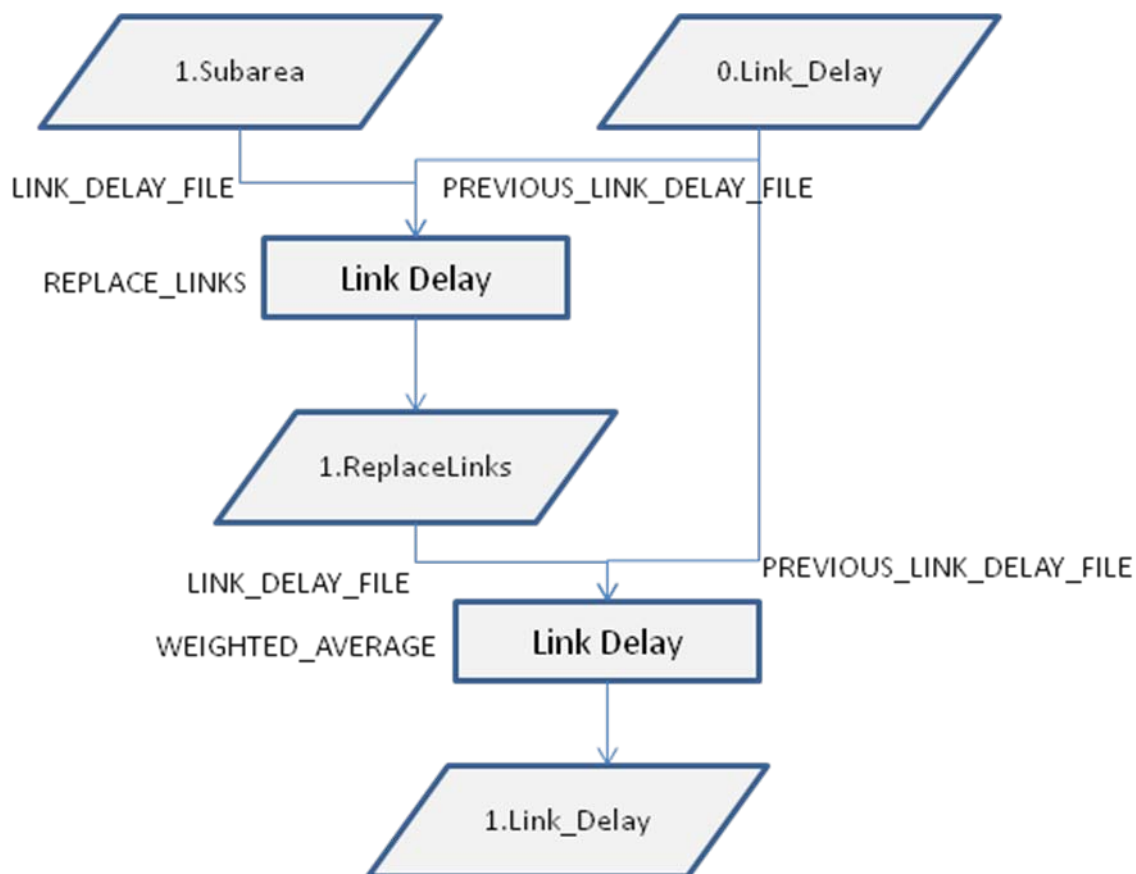 1.Subarea
0.Link_Delay
LINK_DELAY_FILE
PREVIOUS_LINK_DELAY_FILE
REPLACE_LINKS
Link Delay
1.ReplaceLinks
LINK_DELAY_FILE
PREVIOUS_LINK_DELAY_FILE
WEIGHTED_AVERAGE
Link Delay
1.Link_Delay